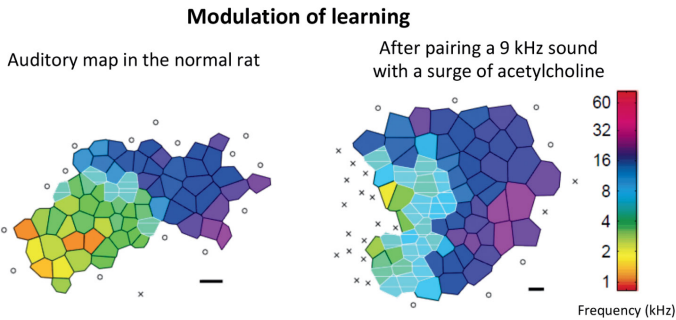 Modulation of learning
Auditory map in the normal rat
After pairing a 9 kHz sound
with a surge of acetylcholine
60
32
16
8
4
2
1
Frequency (kHz)